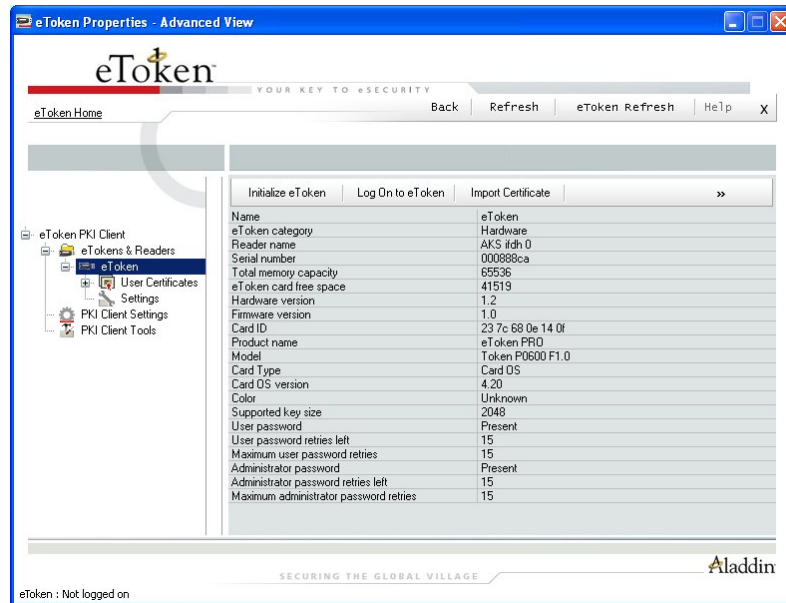 eToken Properties - Advanced View
eToken
YOUR KEY TO eSECURITY
eToken Home
Back Refresh eToken Refresh Help X
Initialize eToken Log On to eToken Import Certificate »
eToken PKI Client
eTokens & Readers
eToken
User Certificates
Settings
PKI Client Settings
PKI Client Tools
Name eToken
eToken category Hardware
Reader name AKS ifdh 0
Serial number 000888ca
Total memory capacity 65536
eToken card free space 41519
Hardware version 1.2
Firmware version 1.0
Card ID 23 7c 68 0e 14 0f
Product name eToken PRO
Model Token P0600 F1.0
Card Type Card OS
Card OS version 4.20
Color Unknown
Supported key size 2048
User password Present
User password retries left 15
Maximum user password retries 15
Administrator password Present
Administrator password retries left 15
Maximum administrator password retries 15
Aladdin
SECURING THE GLOBAL VILLAGE
eToken : Not logged on